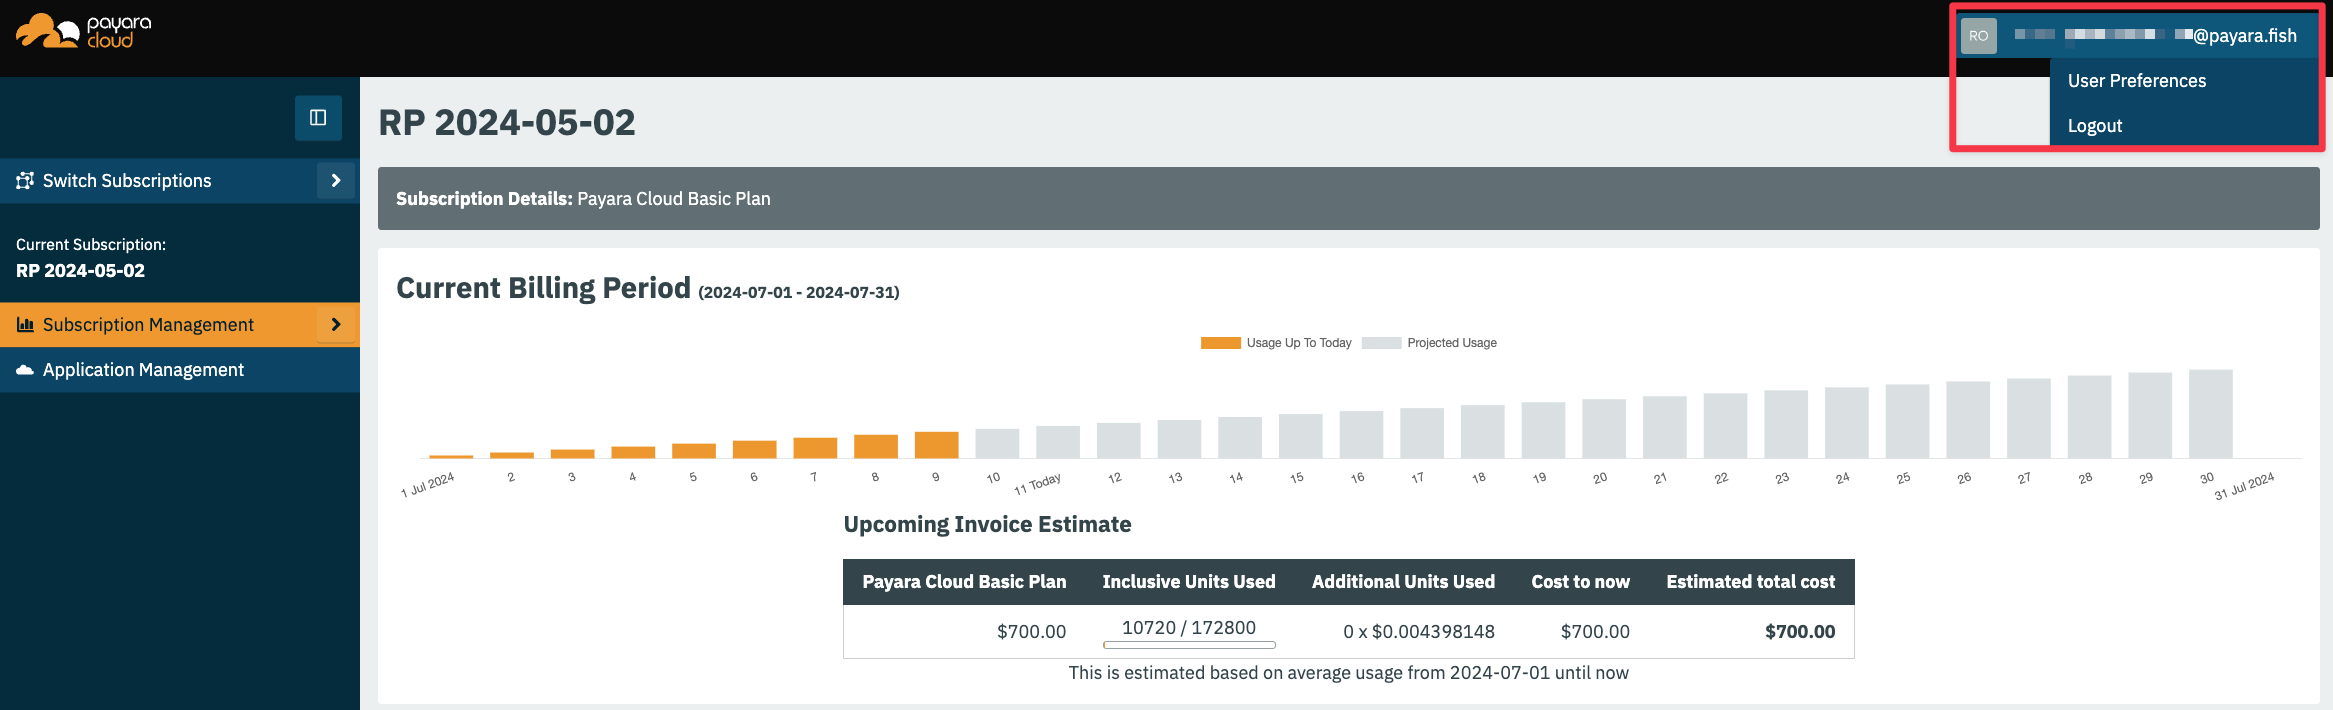 payara
cloud
RO
@payara.fish
User Preferences
Logout
Switch Subscriptions
Current Subscription:
RP 2024-05-02
Subscription Management
Application Management
RP 2024-05-02
Subscription Details: Payara Cloud Basic Plan
Current Billing Period (2024-07-01 - 2024-07-31)
Usage Up To Today Projected Usage
1 Jul 2024 2 3 4 5 6 7 8 9 10 11 Today 12 13 14 15 16 17 18 19 20 21 22 23 24 25 26 27 28 29 30 31 Jul 2024
Upcoming Invoice Estimate
Payara Cloud Basic Plan Inclusive Units Used Additional Units Used Cost to now Estimated total cost
$700.00 10720 / 172800 0 x $0.004398148 $700.00 $700.00
This is estimated based on average usage from 2024-07-01 until now